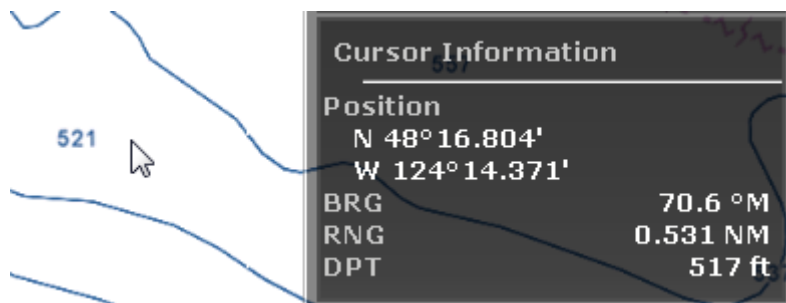 Cursor Information
537
Position
521
N 48°16.804'
W 124°14.371'
BRG 70.6 °M
RNG 0.531 NM
DPT 517 ft